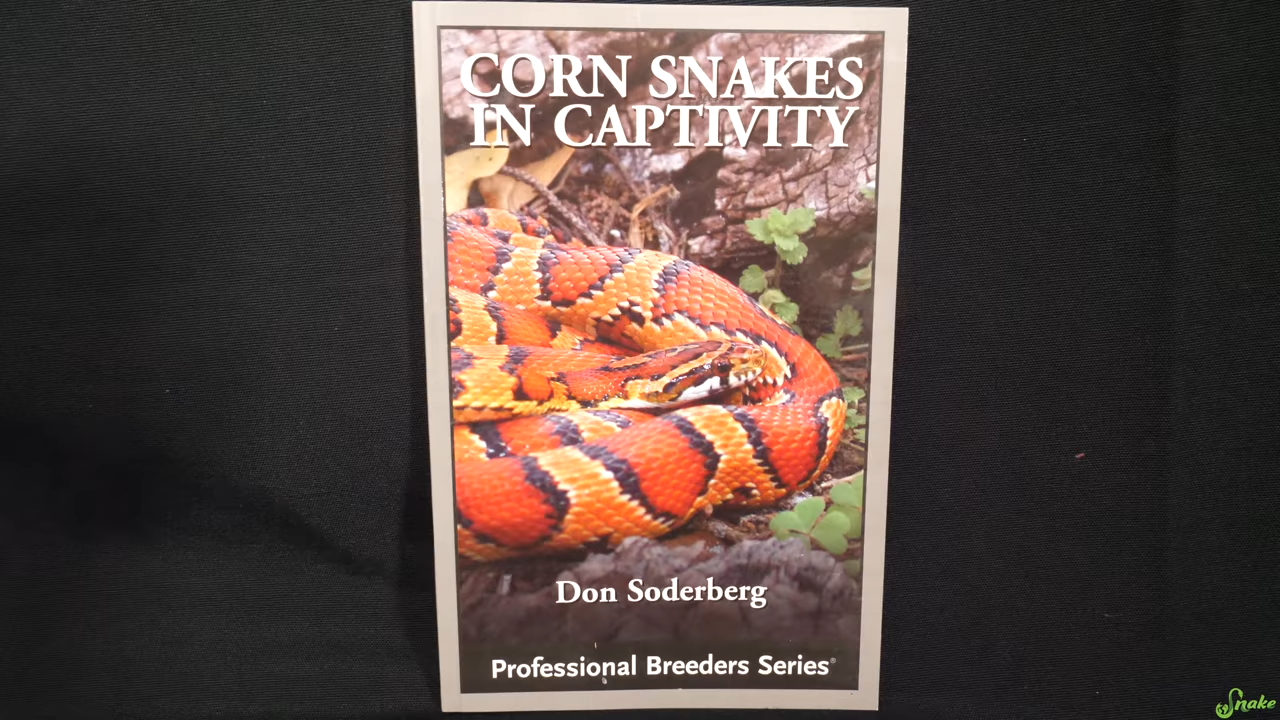 CORN SNAKES
IN CAPTIVITY
Don Soderberg
Professional Breeders Series®
Snake